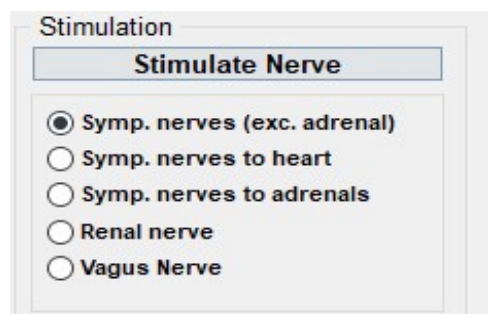 Stimulation
Stimulate Nerve
Symp. nerves (exc. adrenal)
Symp. nerves to heart
Symp. nerves to adrenals
Renal nerve
Vagus Nerve